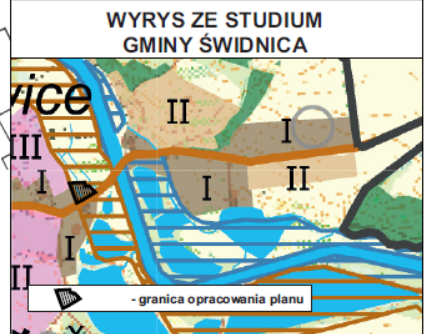 WYRYS ZE STUDIUM
GMINY ŚWIDNICA
vice
II
I
III
I
I
II
I
II
- granica opracowania planu